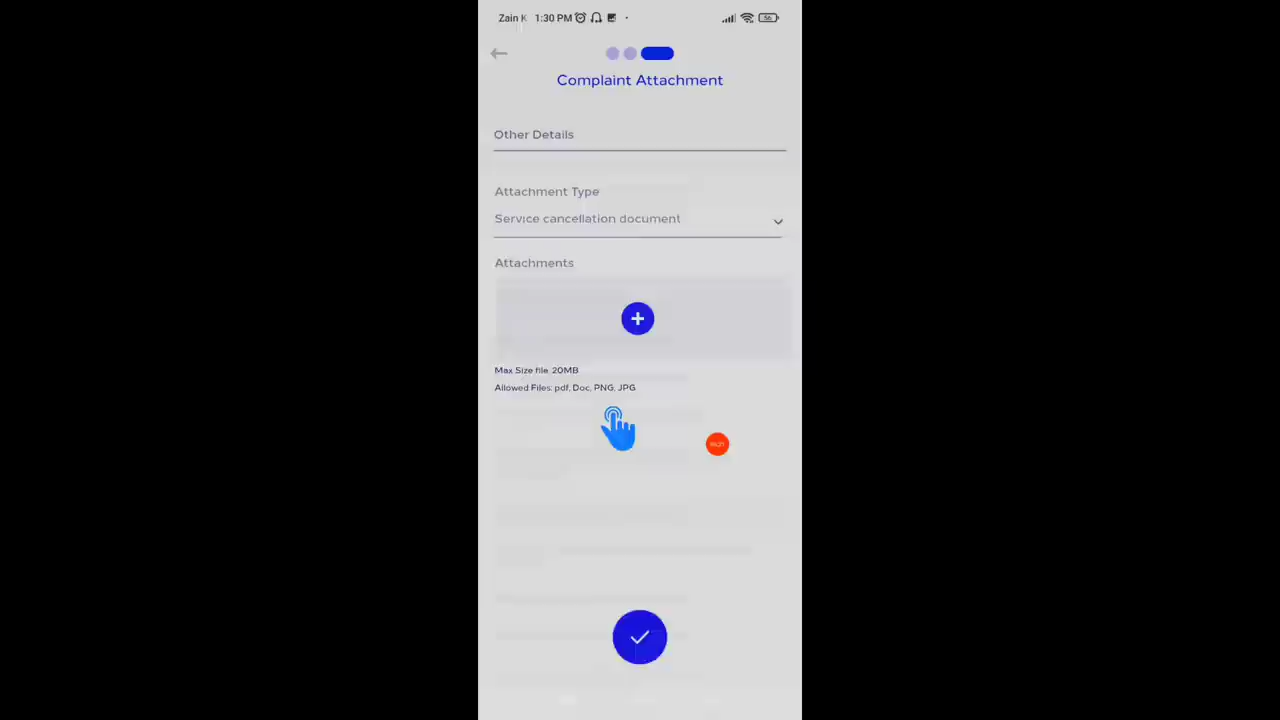 Zain K 1:30 PM 56
Complaint Attachment
Other Details
Attachment Type
Service cancellation document
Attachments
Max Size file 20MB
Allowed Files: pdf, Doc, PNG, JPG